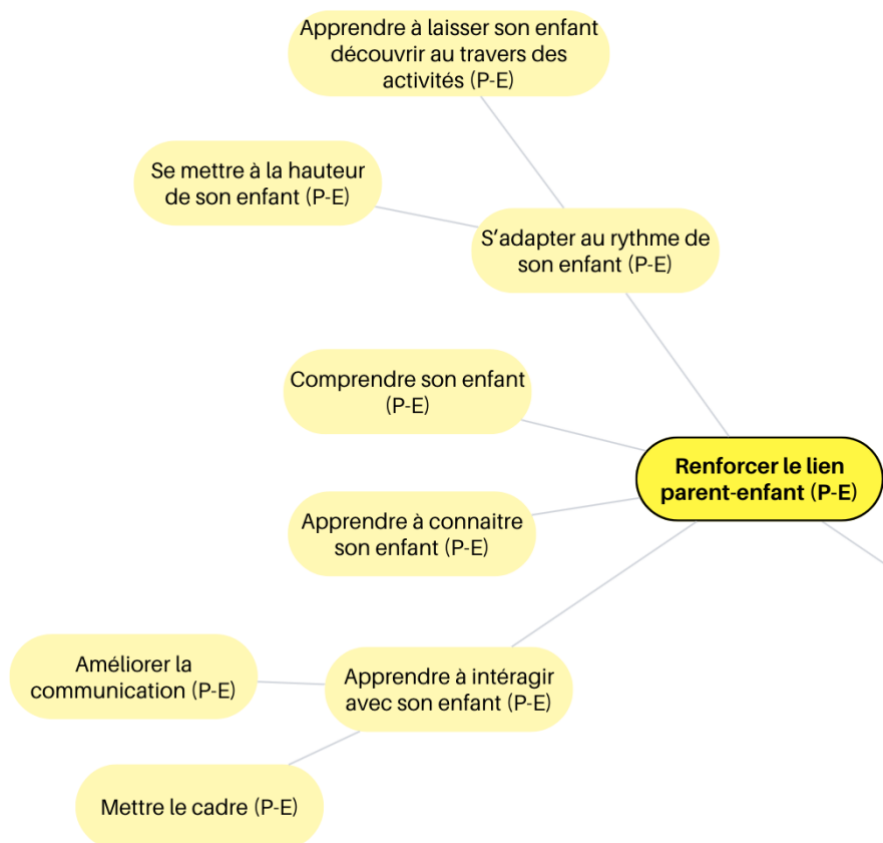 Apprendre à laisser son enfant
découvrir au travers des
activités (P-E)
Se mettre à la hauteur
de son enfant (P-E)
S'adapter au rythme de
son enfant (P-E)
Comprendre son enfant
(P-E)
Renforcer le lien
parent-enfant (P-E)
Apprendre à connaitre
son enfant (P-E)
Améliorer la
communication (P-E)
Apprendre à intéragir
avec son enfant (P-E)
Mettre le cadre (P-E)